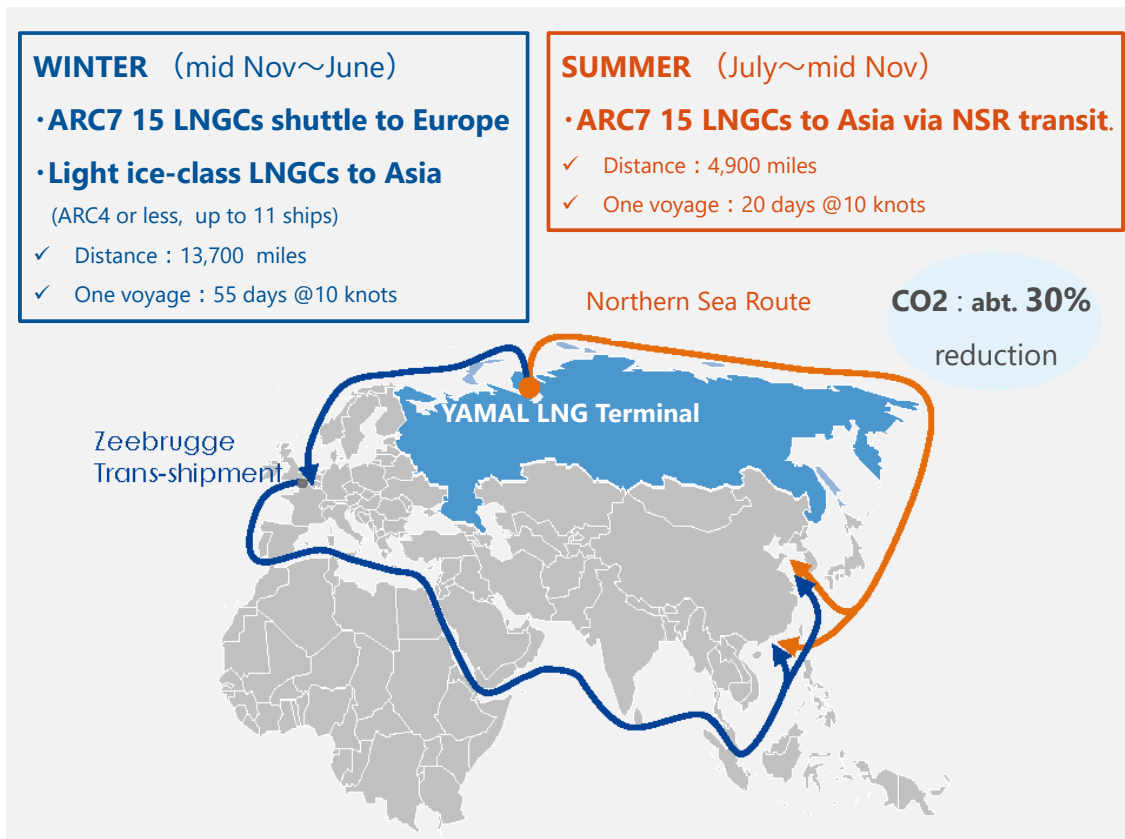 WINTER （mid Nov～June）
・ARC7 15 LNGCs shuttle to Europe
・Light ice-class LNGCs to Asia
(ARC4 or less, up to 11 ships)
✓ Distance：13,700 miles
✓ One voyage：55 days @10 knots
SUMMER （July～mid Nov）
・ARC7 15 LNGCs to Asia via NSR transit.
✓ Distance：4,900 miles
✓ One voyage：20 days @10 knots
Northern Sea Route
CO2 : abt. 30%
reduction
YAMAL LNG Terminal
Zeebrugge
Trans-shipment